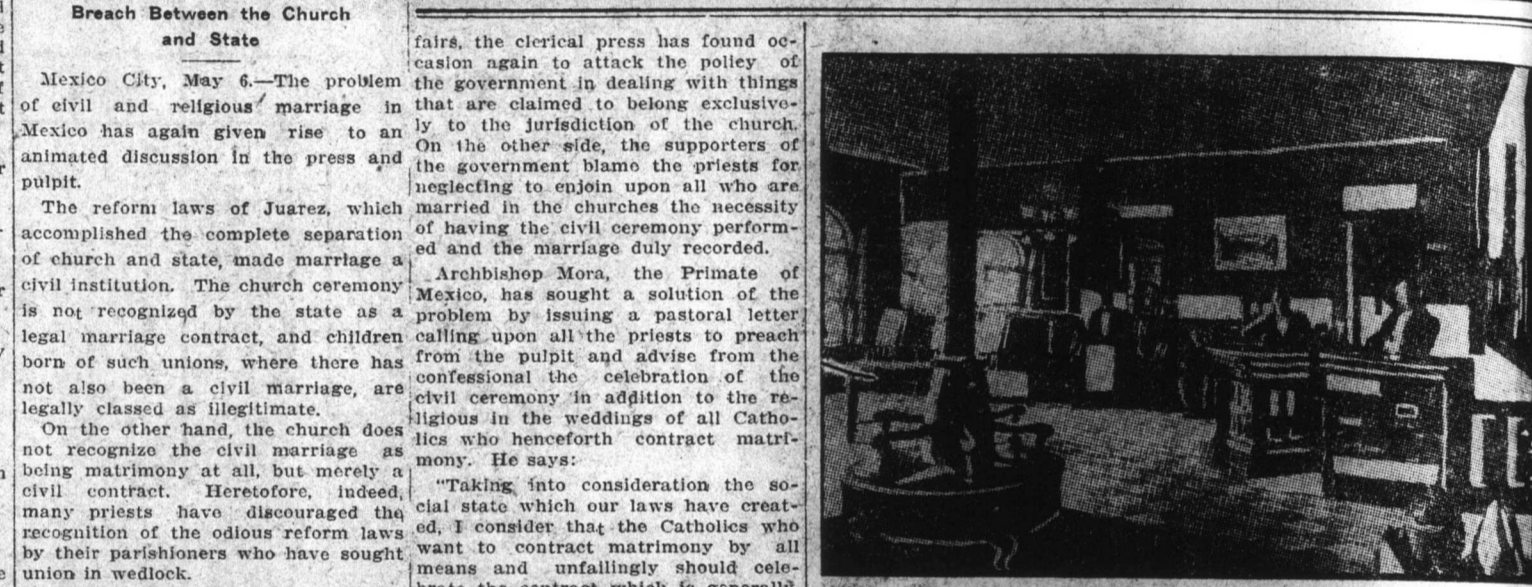 Breach Between the Church
and State
Mexico City, May 6.—The problem
of civil and religious marriage in
Mexico has again given rise to an
animated discussion in the press and
pulpit.
The reform laws of Juarez, which
accomplished the complete separation
of church and state, made marriage a
civil institution. The church ceremony
is not recognized by the state as a
legal marriage contract, and children
born of such unions, where there has
not also been a civil marriage, are
legally classed as illegitimate.
On the other hand, the church does
not recognize the civil marriage as
being matrimony at all, but merely a
civil contract. Heretofore, indeed,
many priests have discouraged the
recognition of the odious reform laws
by their parishioners who have sought
union in wedlock.
fairs, the clerical press has found oc-
casion again to attack the policy of
the government in dealing with things
that are claimed to belong exclusive-
ly to the jurisdiction of the church.
On the other side, the supporters of
the government blame the priests for
neglecting to enjoin upon all who are
married in the churches the necessity
of having the civil ceremony perform-
ed and the marriage duly recorded.
Archbishop Mora, the Primate of
Mexico, has sought a solution of the
problem by issuing a pastoral letter
calling upon all the priests to preach
from the pulpit and advise from the
confessional the celebration of the
civil ceremony in addition to the re-
ligious in the weddings of all Catho-
lics who henceforth contract matri-
mony. He says:
"Taking into consideration the so-
cial state which our laws have creat-
ed, I consider that the Catholics who
want to contract matrimony by all
means and unfailingly should cele-
brate the contract which is generally